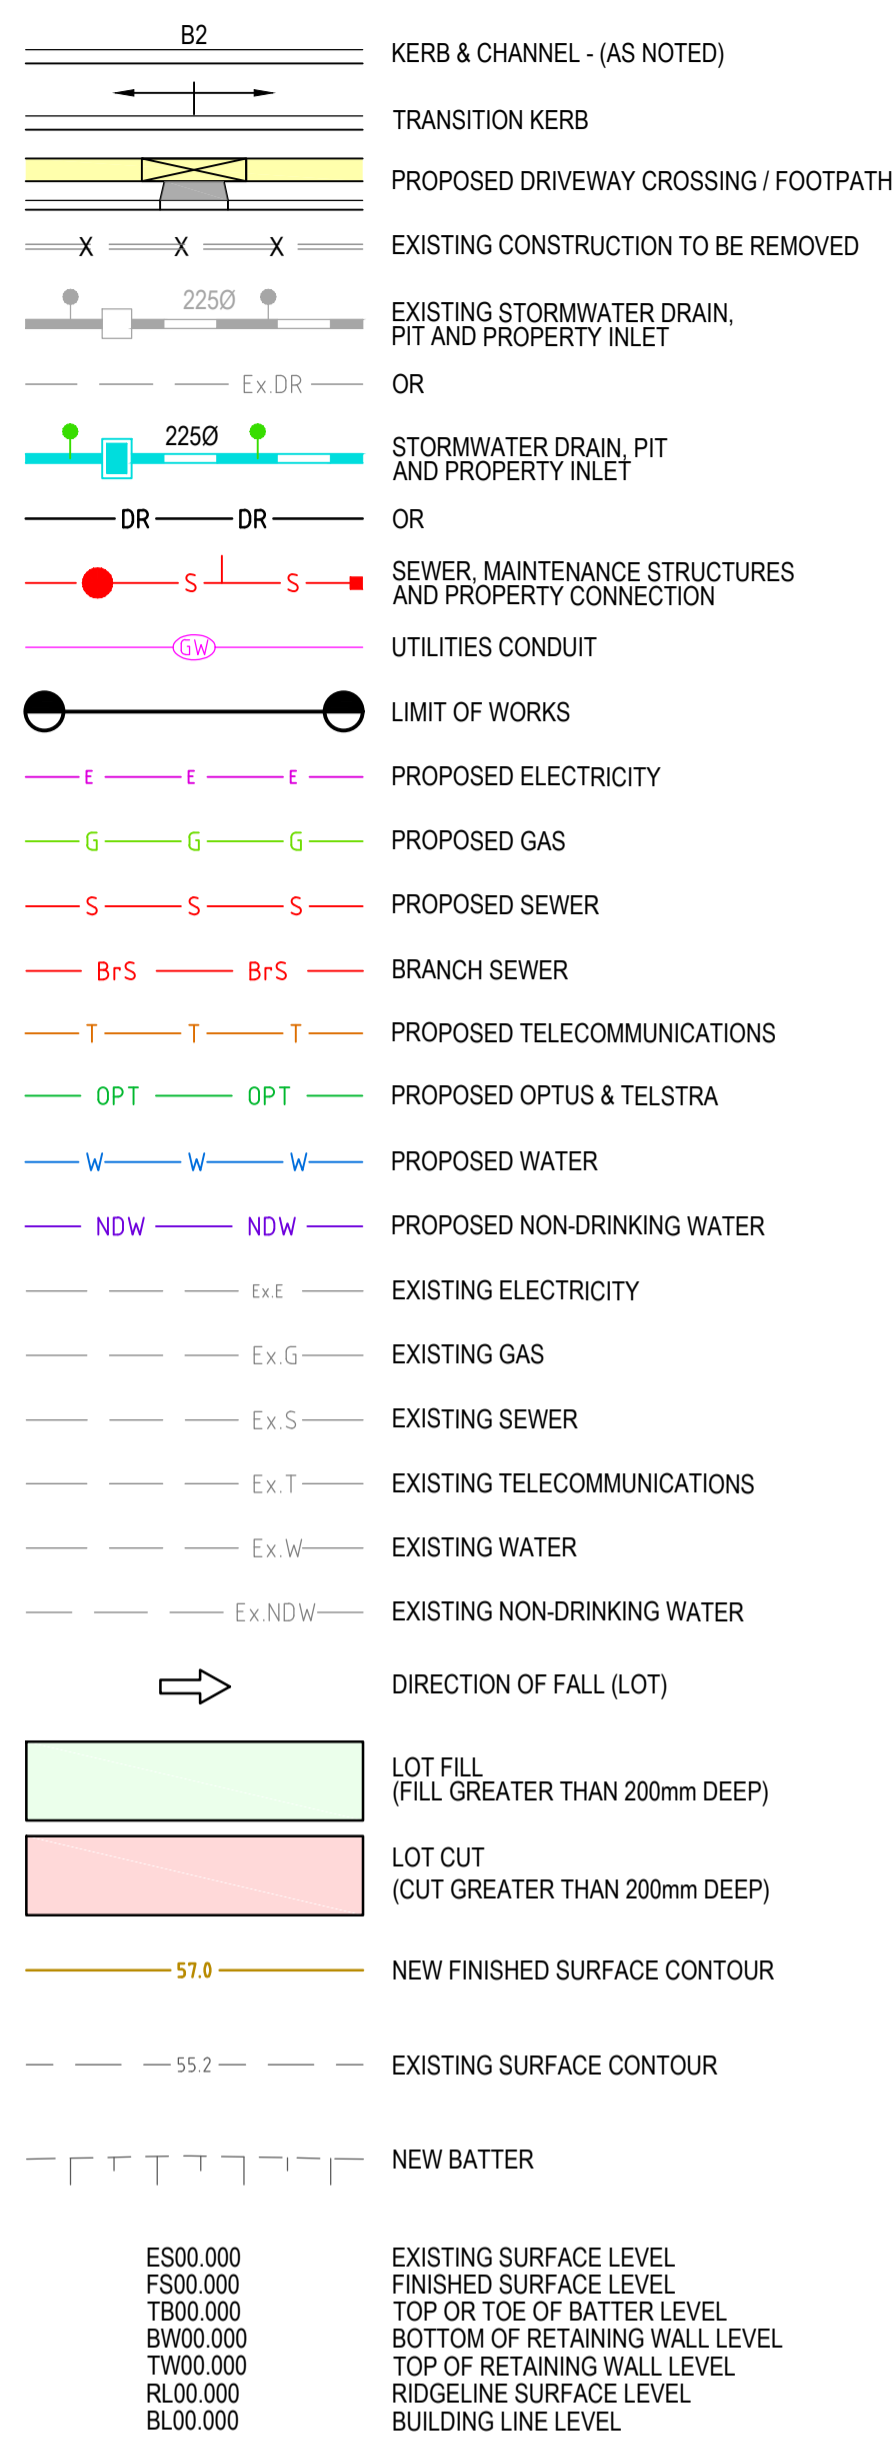 B2
KERB & CHANNEL - (AS NOTED)
TRANSITION KERB
PROPOSED DRIVEWAY CROSSING / FOOTPATH
X X X EXISTING CONSTRUCTION TO BE REMOVED
225Ø
EXISTING STORMWATER DRAIN,
PIT AND PROPERTY INLET
Ex.DR OR
225Ø
STORMWATER DRAIN, PIT
AND PROPERTY INLET
DR DR OR
S S
SEWER, MAINTENANCE STRUCTURES
AND PROPERTY CONNECTION
GW UTILITIES CONDUIT
LIMIT OF WORKS
E E E PROPOSED ELECTRICITY
G G G PROPOSED GAS
S S S PROPOSED SEWER
BrS BrS BRANCH SEWER
T T T PROPOSED TELECOMMUNICATIONS
OPT OPT PROPOSED OPTUS & TELSTRA
W W W PROPOSED WATER
NDW NDW PROPOSED NON-DRINKING WATER
Ex.E EXISTING ELECTRICITY
Ex.G EXISTING GAS
Ex.S EXISTING SEWER
Ex.T EXISTING TELECOMMUNICATIONS
Ex.W EXISTING WATER
Ex.NDW EXISTING NON-DRINKING WATER
DIRECTION OF FALL (LOT)
LOT FILL
(FILL GREATER THAN 200mm DEEP)
LOT CUT
(CUT GREATER THAN 200mm DEEP)
57.0 NEW FINISHED SURFACE CONTOUR
55.2 EXISTING SURFACE CONTOUR
NEW BATTER
ES00.000 EXISTING SURFACE LEVEL
FS00.000 FINISHED SURFACE LEVEL
TB00.000 TOP OR TOE OF BATTER LEVEL
BW00.000 BOTTOM OF RETAINING WALL LEVEL
TW00.000 TOP OF RETAINING WALL LEVEL
RL00.000 RIDGELINE SURFACE LEVEL
BL00.000 BUILDING LINE LEVEL